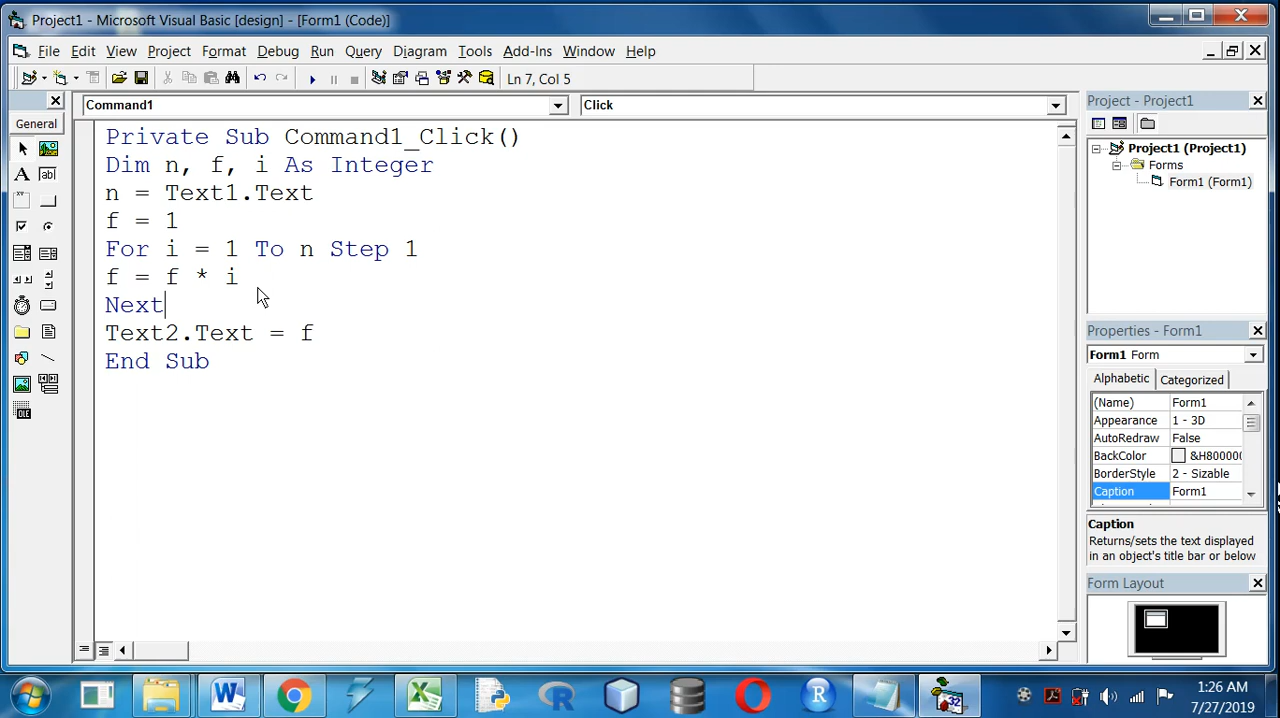 Project1 - Microsoft Visual Basic [design] - [Form1 (Code)]
File Edit View Project Format Debug Run Query Diagram Tools Add-Ins Window Help
Ln 7, Col 5
Command1 Click
General
Private Sub Command1_Click()
Dim n, f, i As Integer
n = Text1.Text
f = 1
For i = 1 To n Step 1
f = f * i
Next
Text2.Text = f
End Sub
Project - Project1
Project1 (Project1)
Forms
Form1 (Form1)
Properties - Form1
Form1 Form
Alphabetic Categorized
(Name) Form1
Appearance 1 - 3D
AutoRedraw False
BackColor &H800000
BorderStyle 2 - Sizable
Caption Form1
Caption
Returns/sets the text displayed
in an object's title bar or below
Form Layout
1:26 AM
7/27/2019